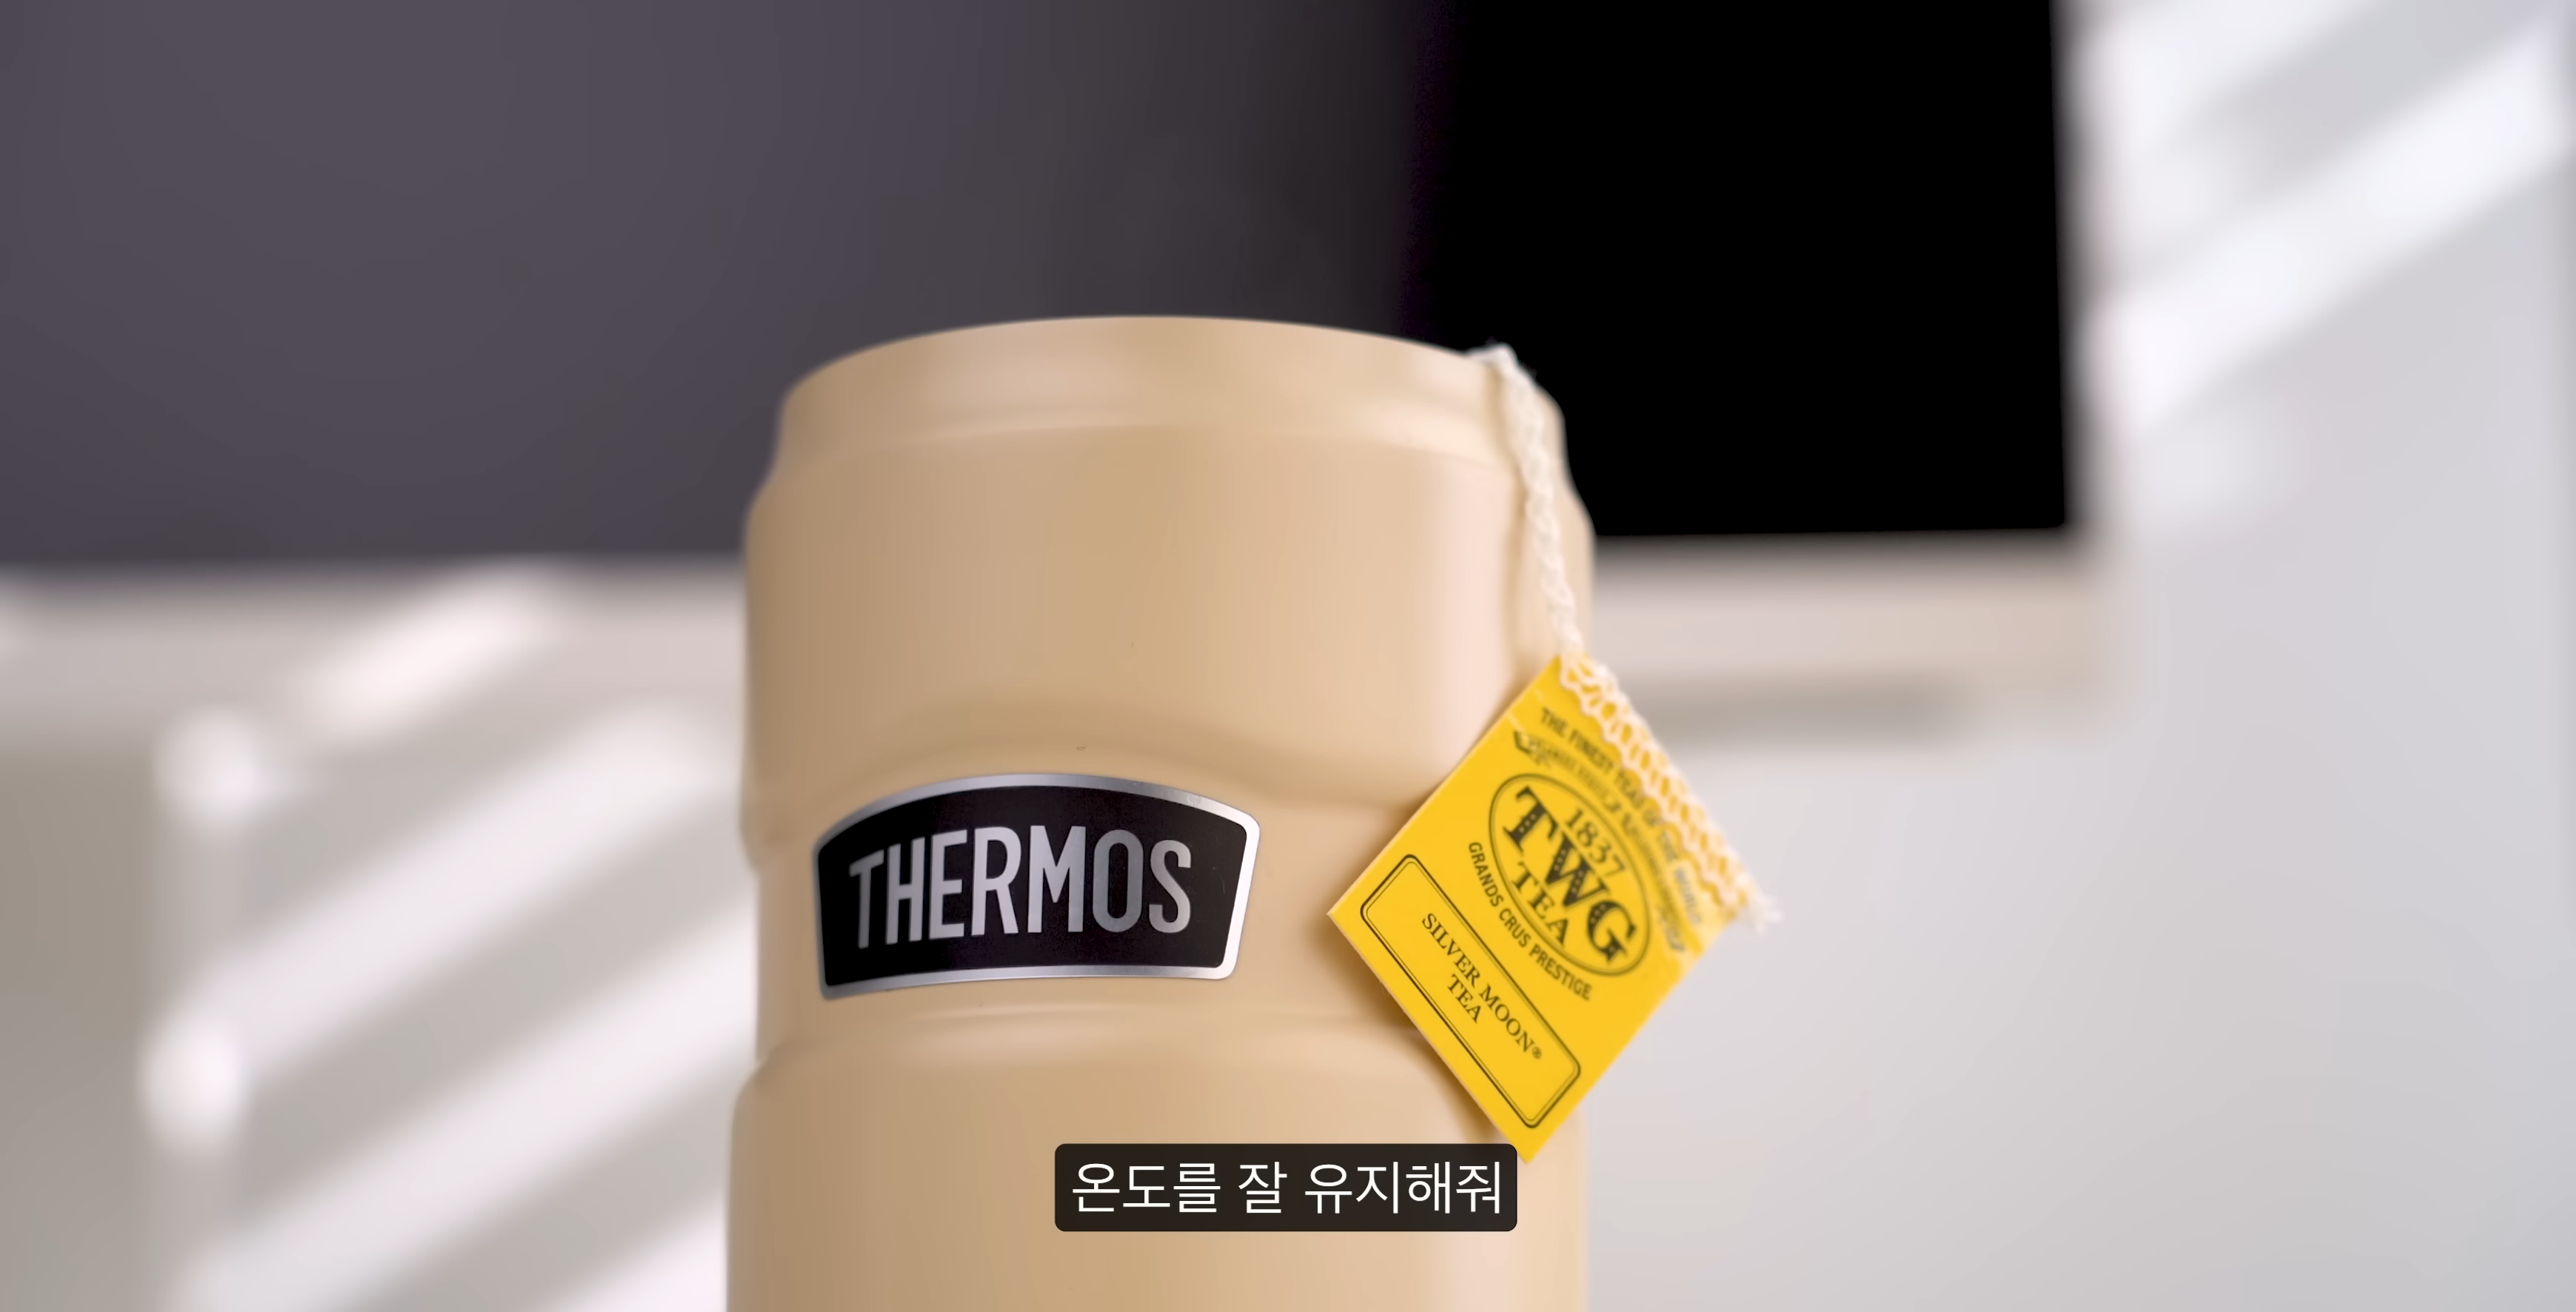 THERMOS
THE FINEST TEAS OF THE WORLD
1837
TWG
TEA
GRANDS CRUS PRESTIGE
SILVER MOON®
TEA
온도를 잘 유지해줘